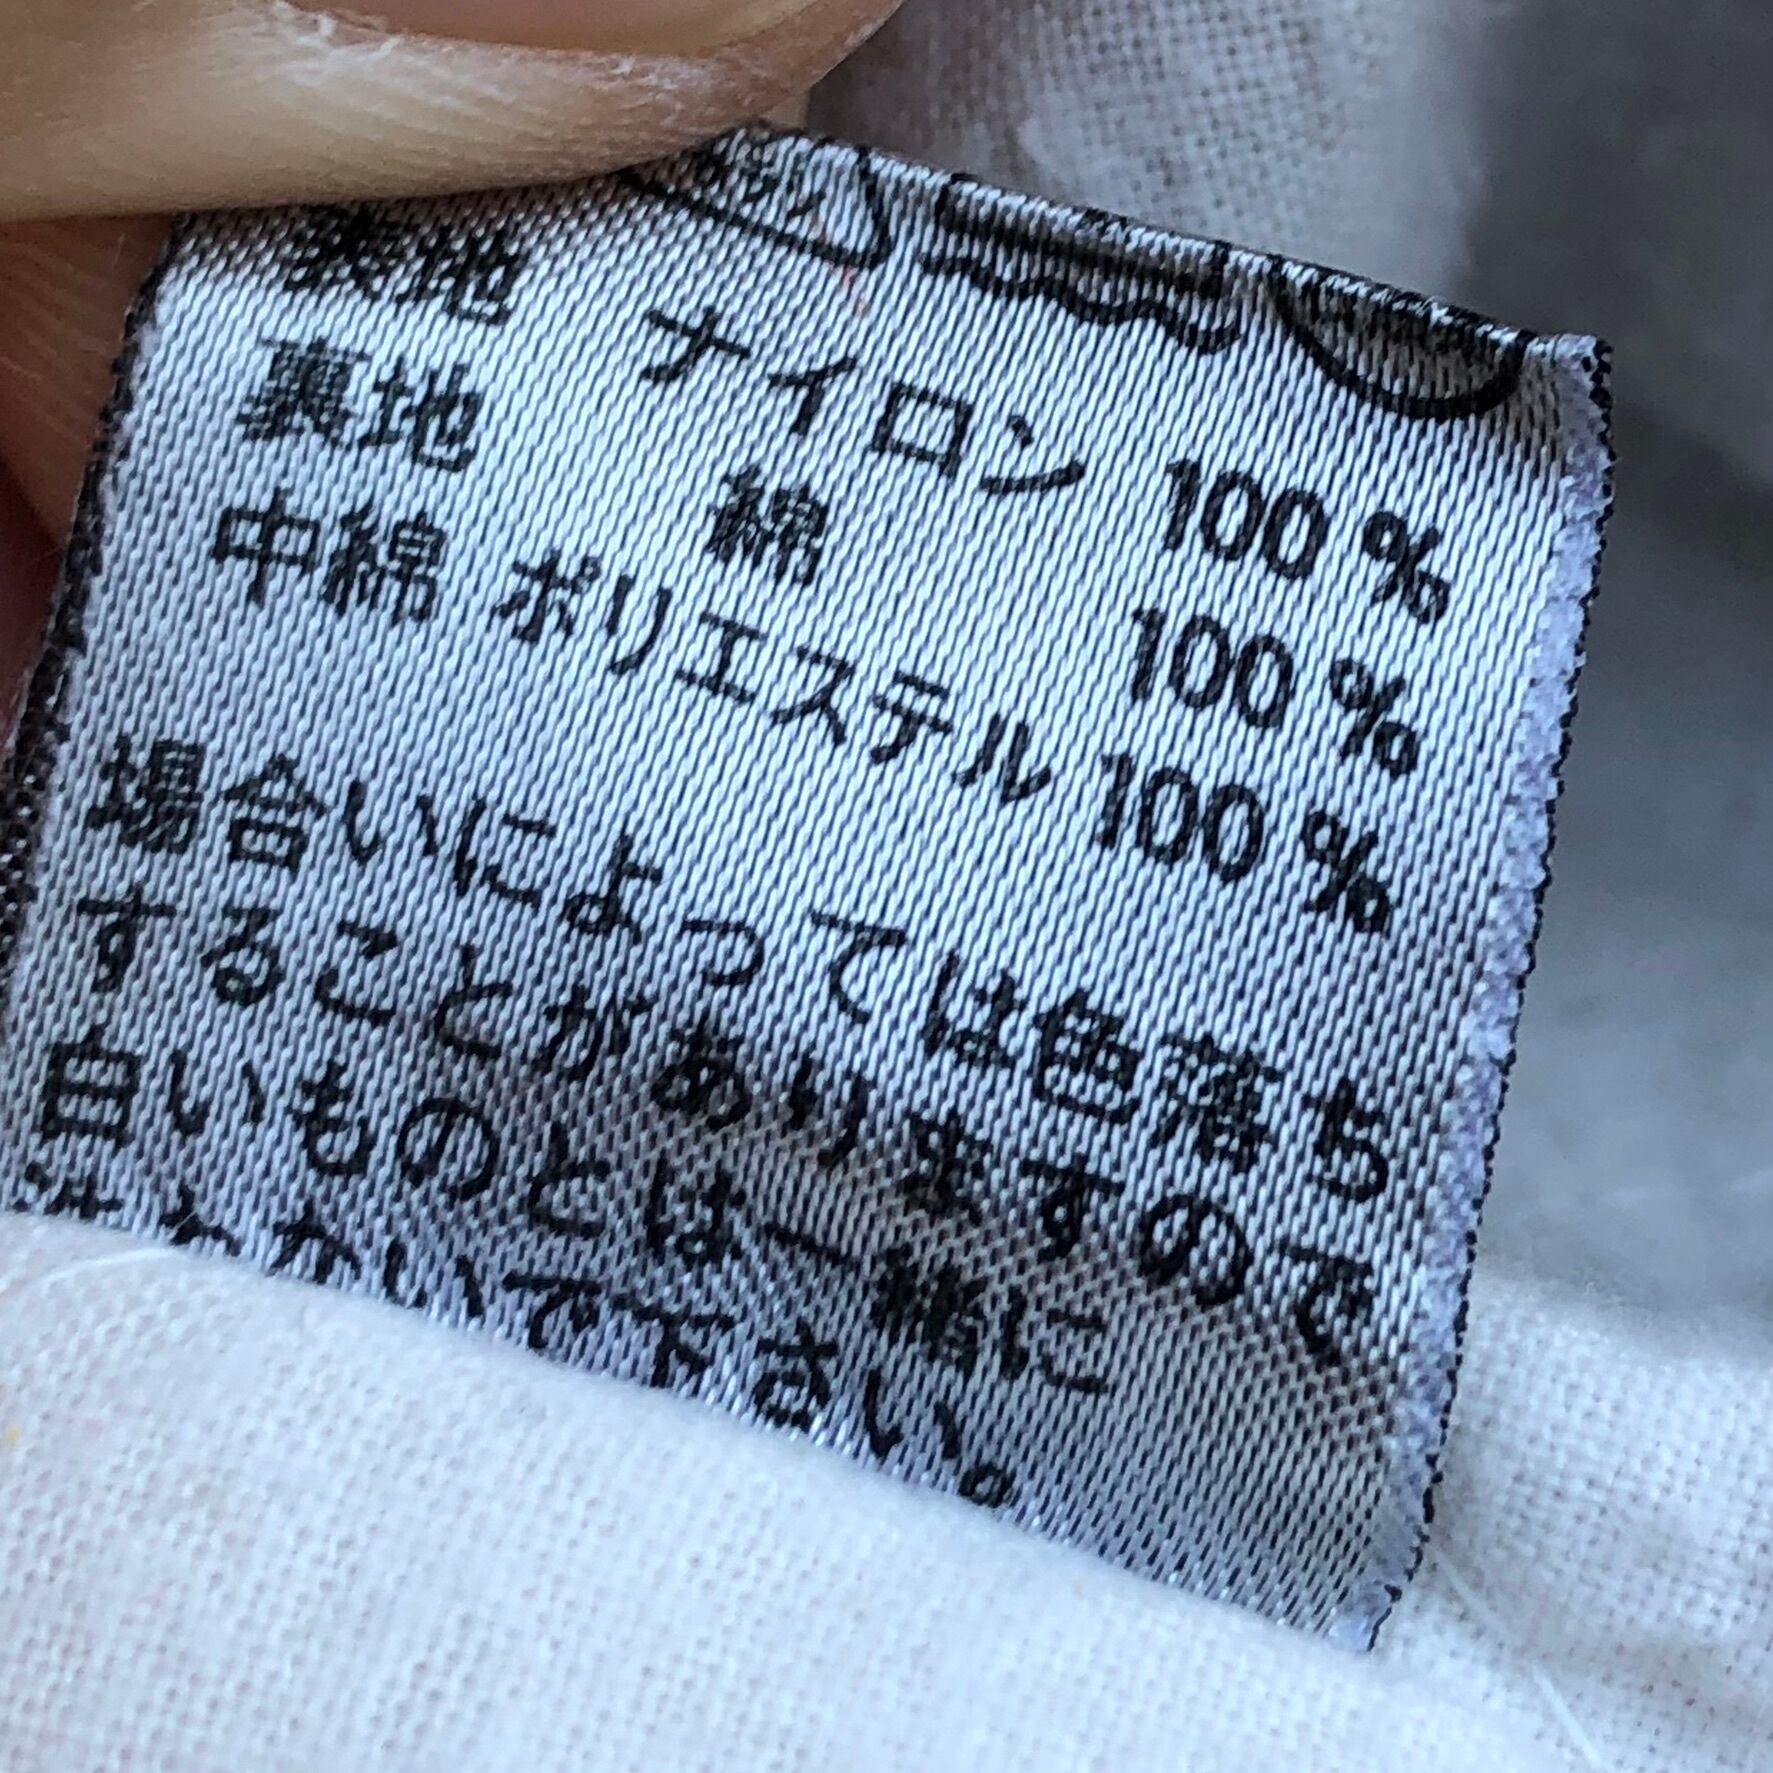 表地 ナイロン 100 %
裏地 綿 100 %
中綿 ポリエステル 100 %
場合いによっては色落ち
することがありますので
白いものとは一緒に
洗わないで下さい。